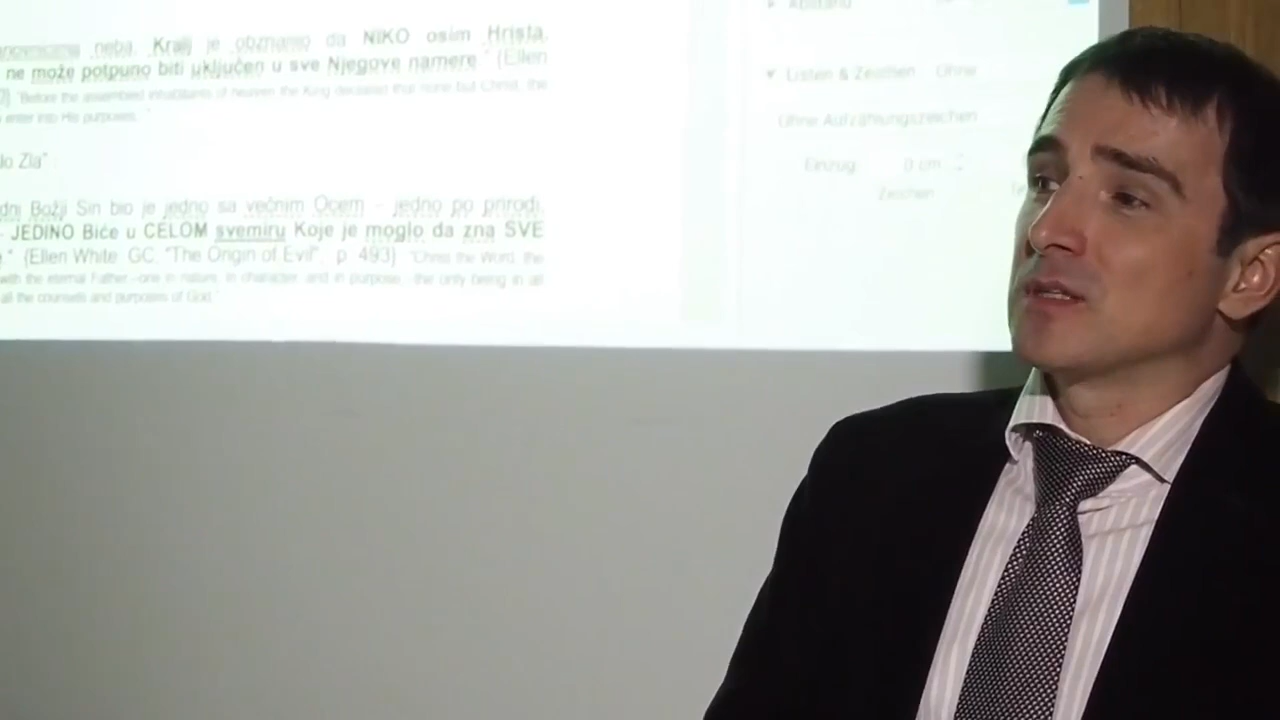 neba. Kralj je obznanio da NIKO osim Hrista,
ne može potpuno biti uključen u sve Njegove namere." (Ellen
"Before the assembled inhabitants of heaven the King declared that none but Christ, the
enter into His purposes.
lo Zla"
dni Božji Sin bio je jedno sa večnim Ocem - jedno po prirodi,
- JEDINO Biće u CELOM svemiru Koje je moglo da zna SVE
(Ellen White. GC, "The Origin of Evil", p. 493) "Christ the Word, the
with the eternal Father--one in nature, in character, and in purpose--the only being in all
all the counsels and purposes of God."
Abstand
Listen & Zeichen Ohne
Ohne Aufzählungszeichen
Einzug: 0 cm
Zeichen